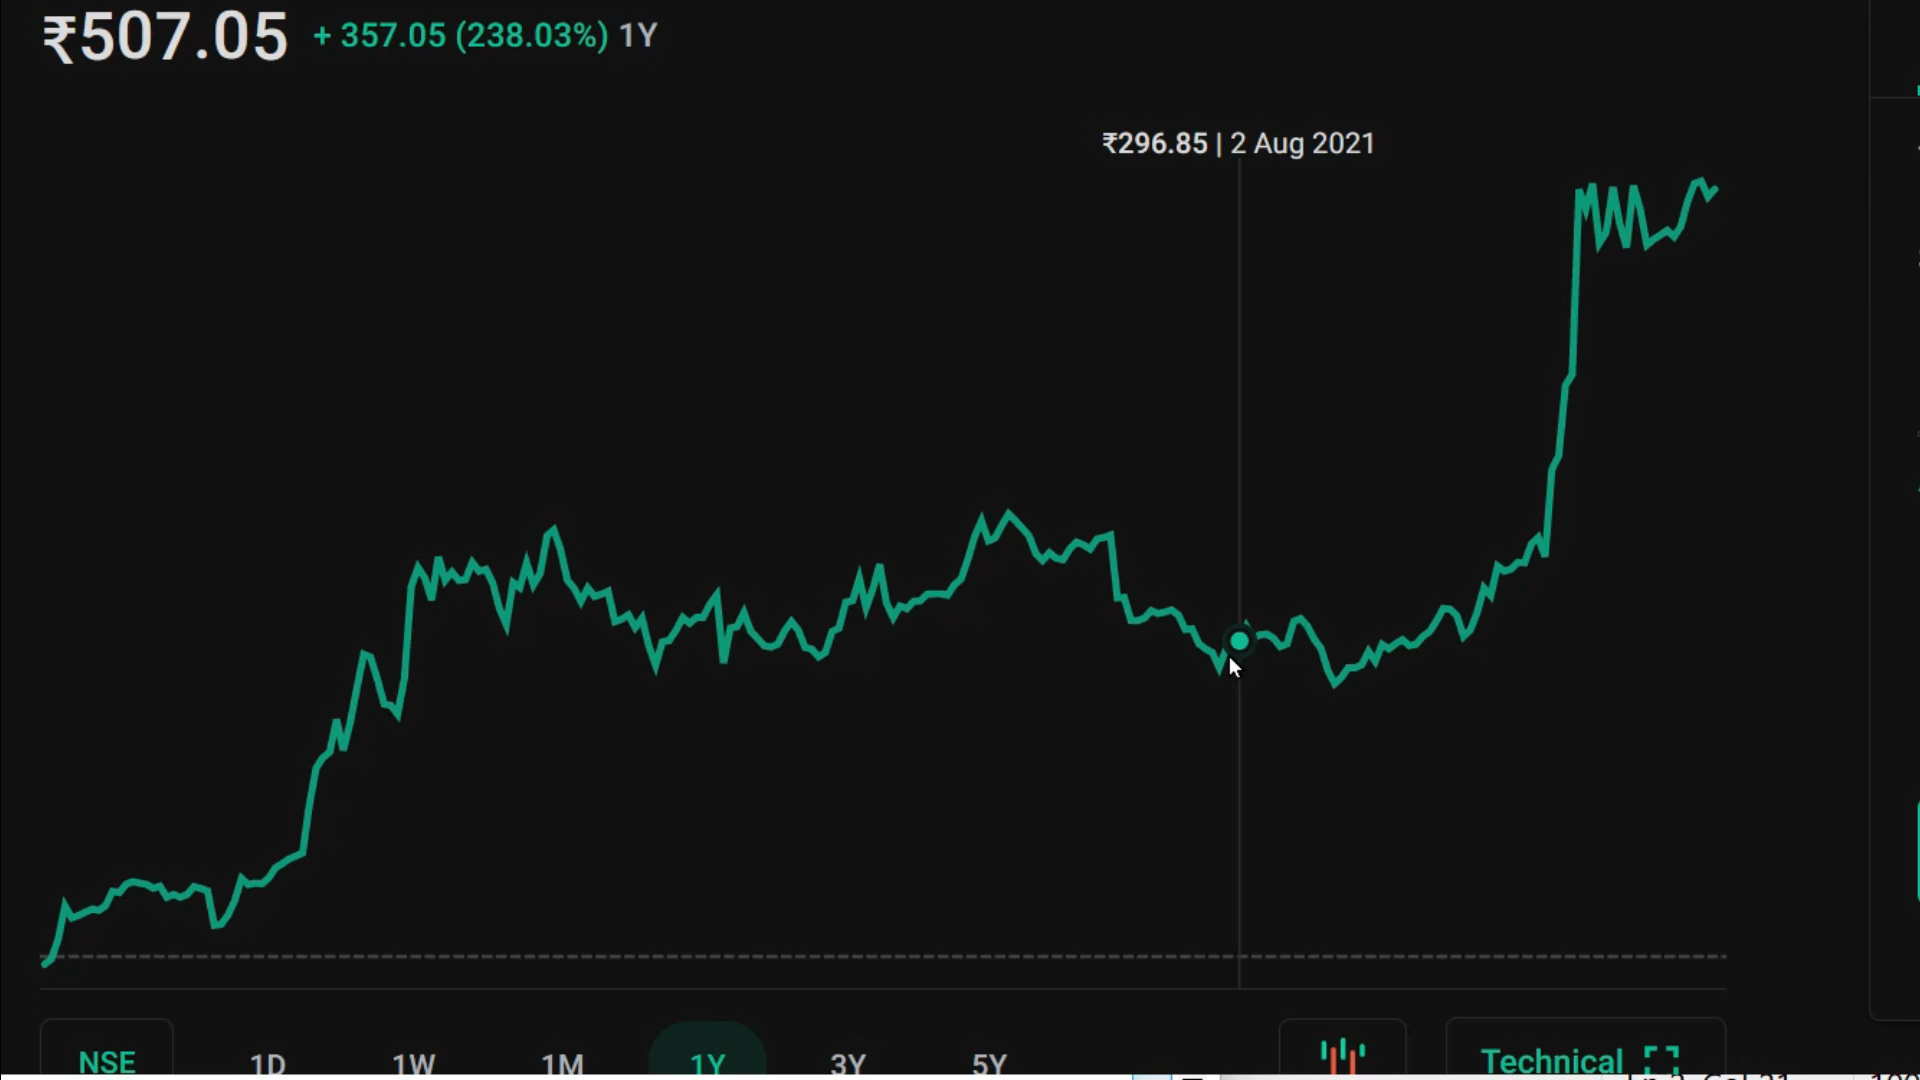 ₹507.05 + 357.05 (238.03%) 1Y
₹296.85 | 2 Aug 2021
NSE 1D 1W 1M 1Y 3Y 5Y Technical